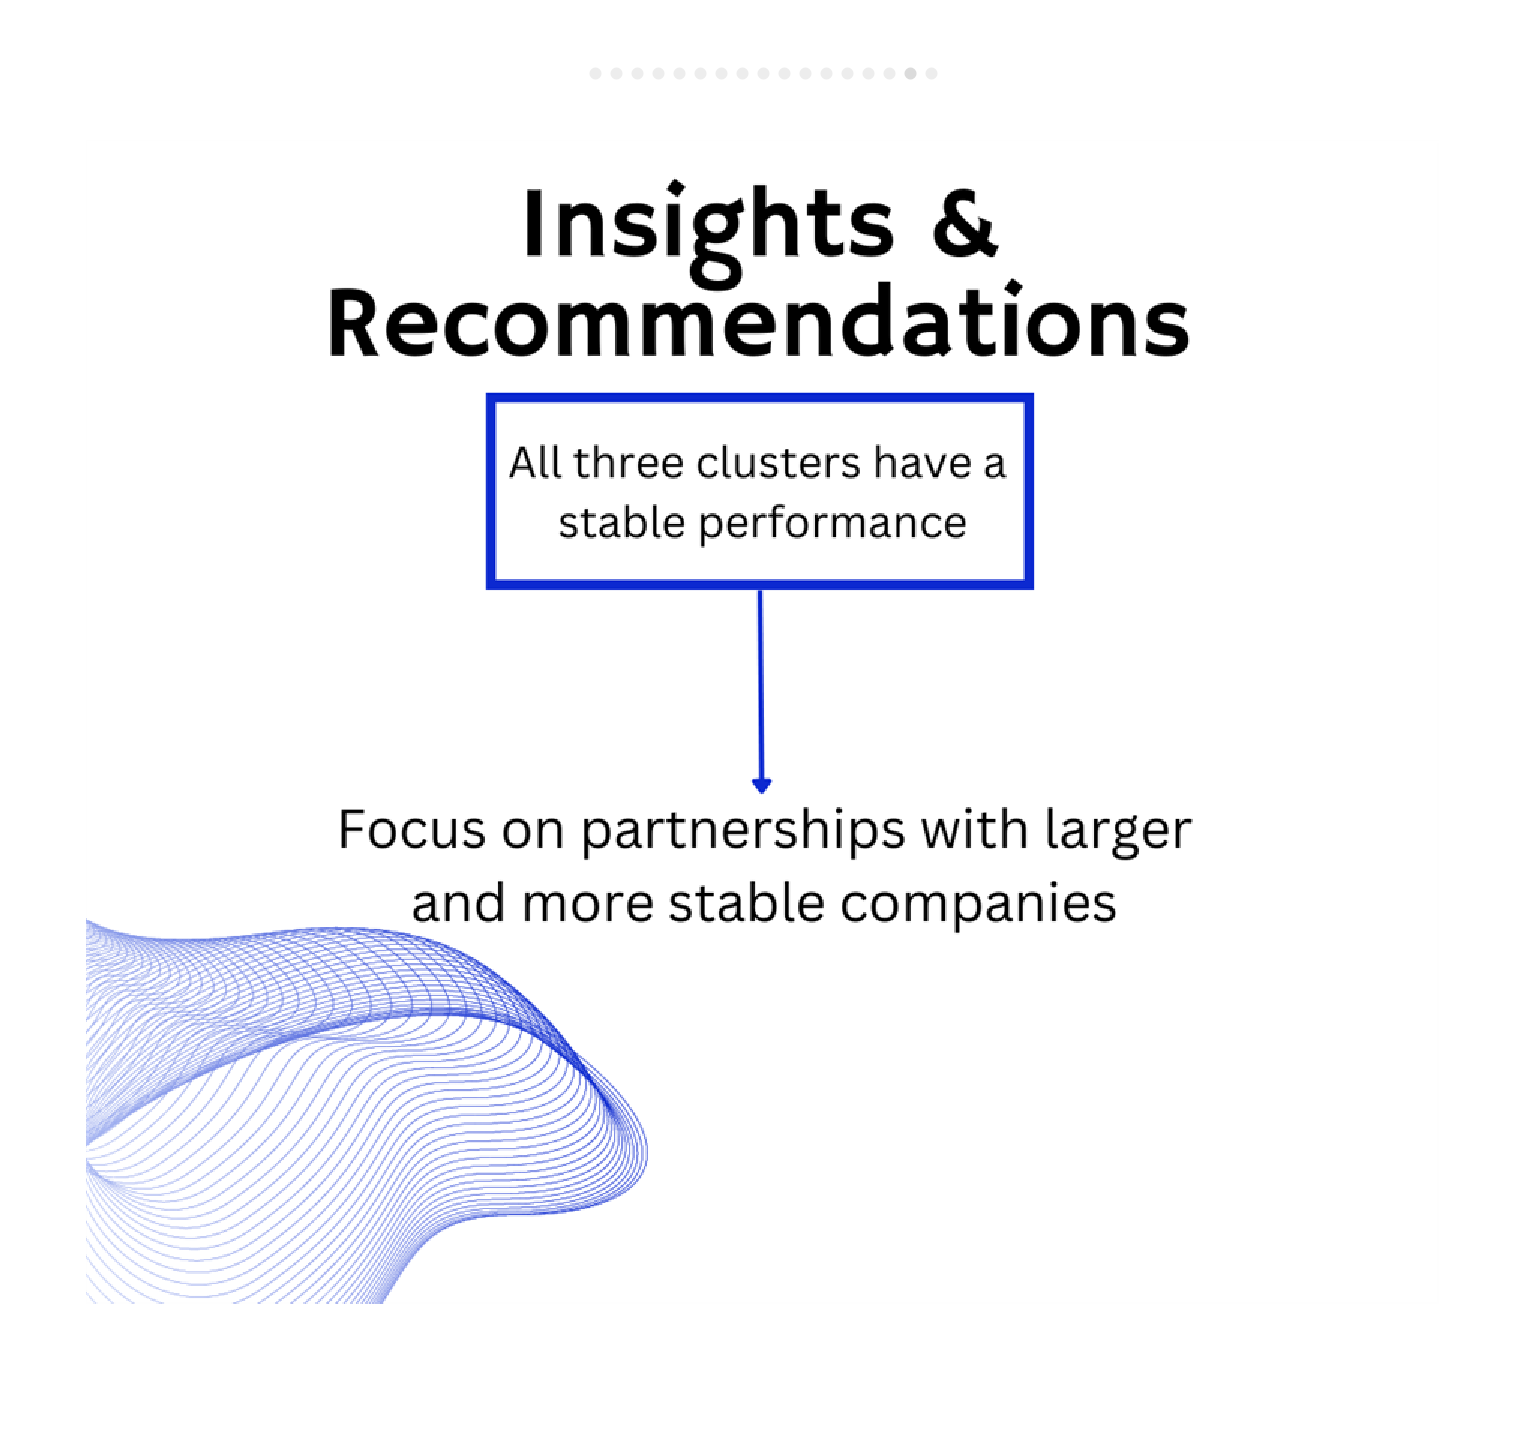 Insights &
Recommendations
All three clusters have a
stable performance
Focus on partnerships with larger
and more stable companies